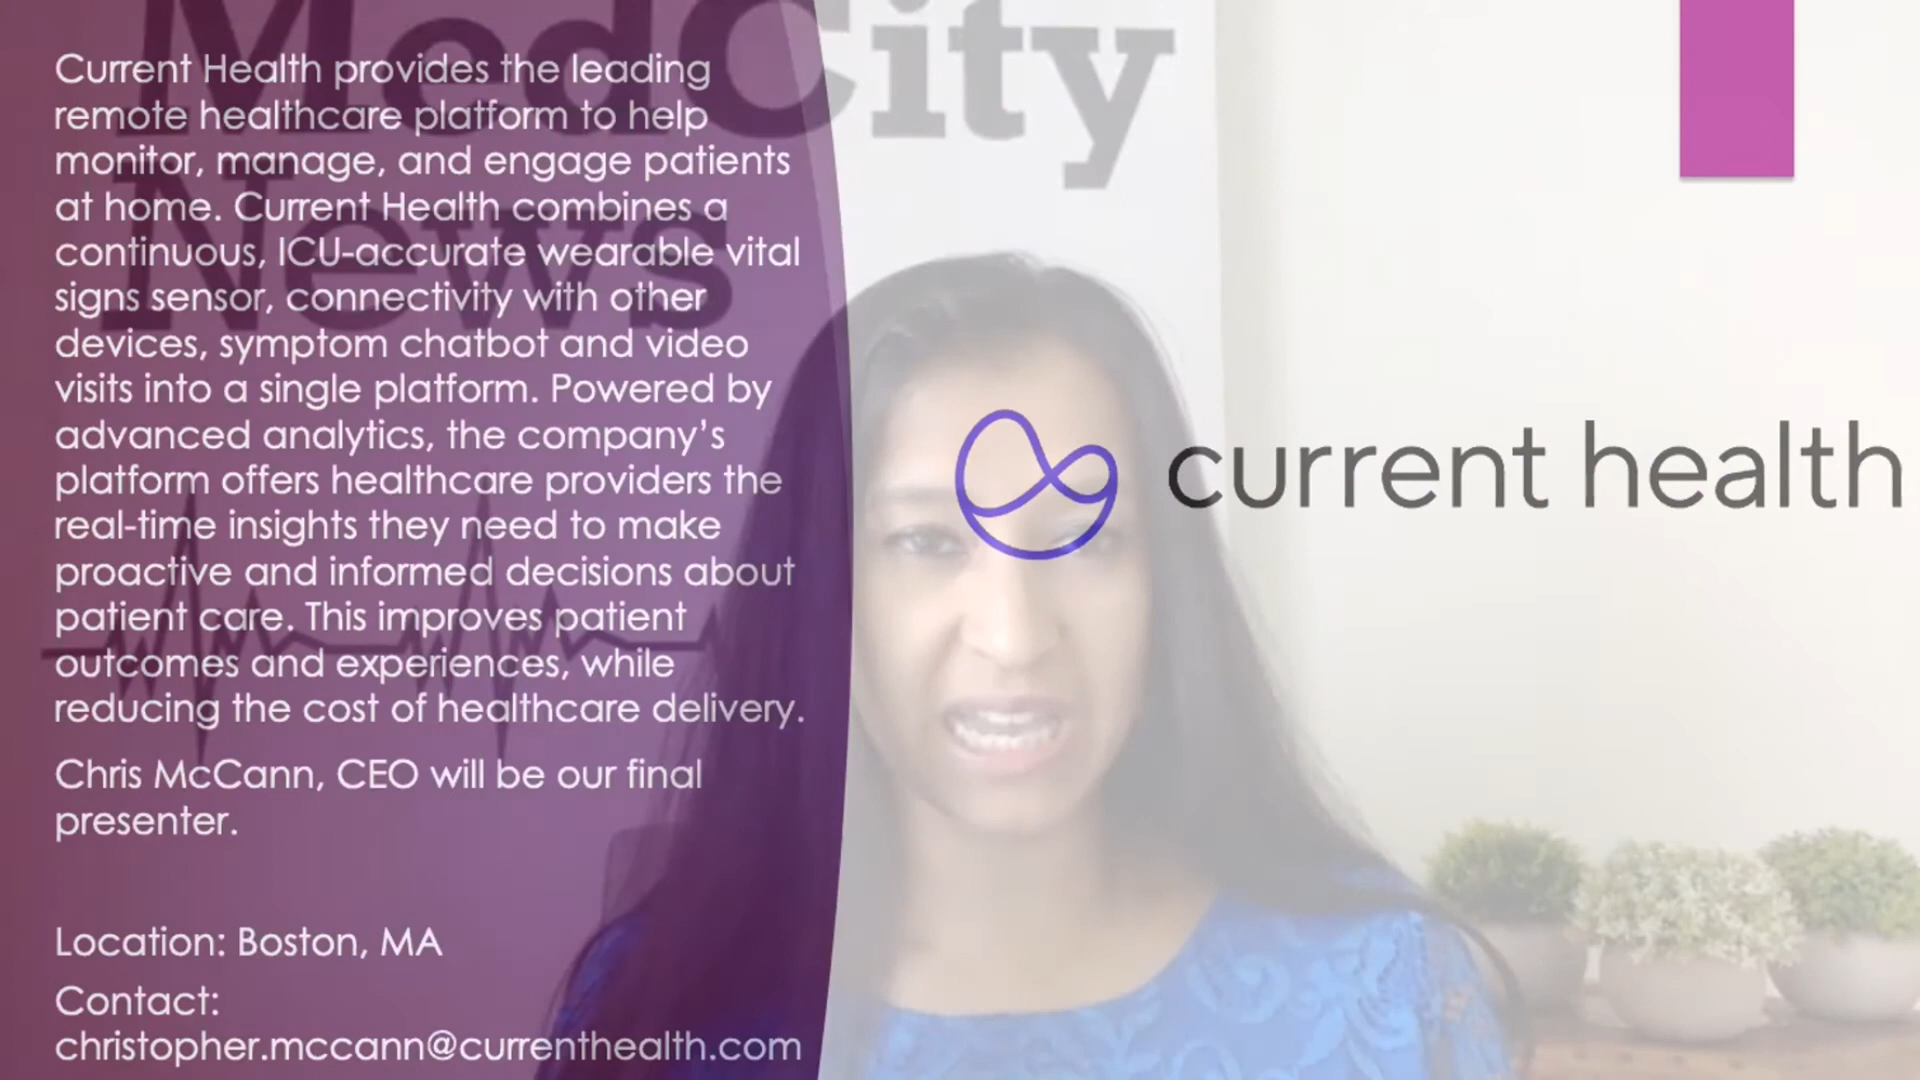 MedCity
News
Current Health provides the leading
remote healthcare platform to help
monitor, manage, and engage patients
at home. Current Health combines a
continuous, ICU-accurate wearable vital
signs sensor, connectivity with other
devices, symptom chatbot and video
visits into a single platform. Powered by
advanced analytics, the company’s
platform offers healthcare providers the
real-time insights they need to make
proactive and informed decisions about
patient care. This improves patient
outcomes and experiences, while
reducing the cost of healthcare delivery.
Chris McCann, CEO will be our final
presenter.
Location: Boston, MA
Contact:
christopher.mccann@currenthealth.com
current health